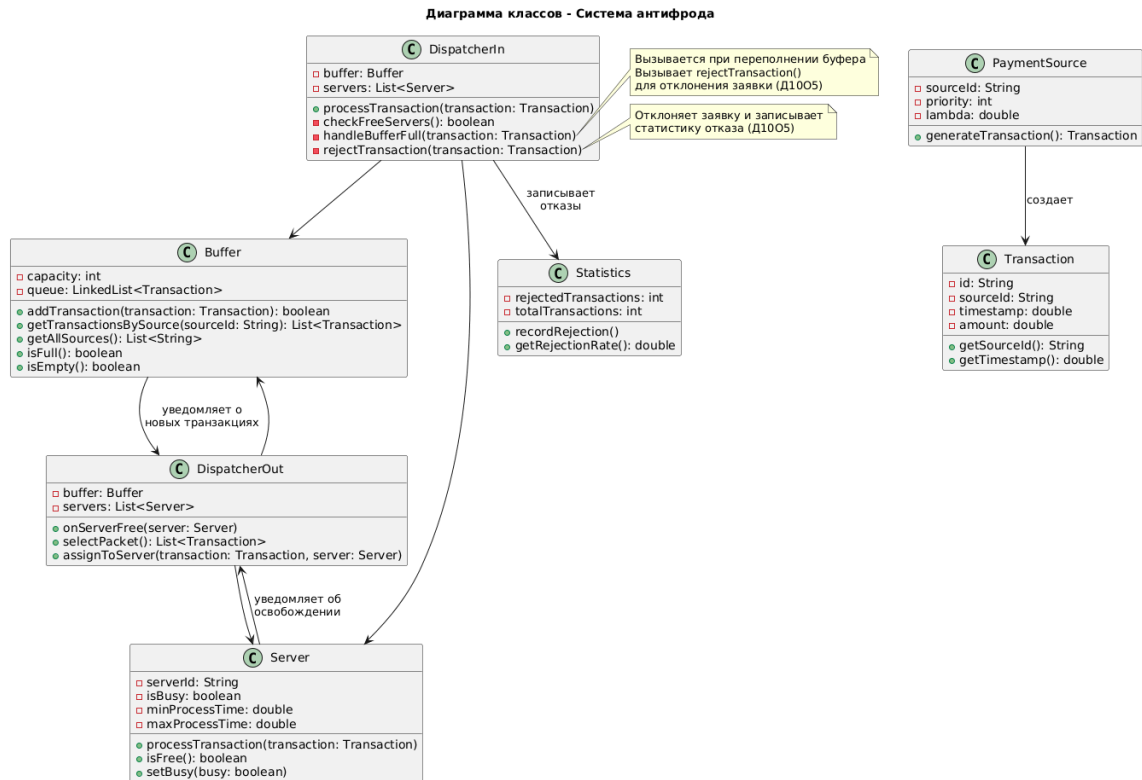 Диаграмма классов - Система антифрода
DispatcherIn
buffer: Buffer
servers: List<Server>
processTransaction(transaction: Transaction)
checkFreeServers(): boolean
handleBufferFull(transaction: Transaction)
rejectTransaction(transaction: Transaction)
Вызывается при переполнении буфера
Вызывает rejectTransaction()
для отклонения заявки (Д10О5)
Отклоняет заявку и записывает
статистику отказа (Д10О5)
PaymentSource
sourceId: String
priority: int
lambda: double
generateTransaction(): Transaction
записывает
отказы
создает
Buffer
capacity: int
queue: LinkedList<Transaction>
addTransaction(transaction: Transaction): boolean
getTransactionsBySource(sourceId: String): List<Transaction>
getAllSources(): List<String>
isFull(): boolean
isEmpty(): boolean
Statistics
rejectedTransactions: int
totalTransactions: int
recordRejection()
getRejectionRate(): double
Transaction
id: String
sourceId: String
timestamp: double
amount: double
getSourceId(): String
getTimestamp(): double
уведомляет о
новых транзакциях
DispatcherOut
buffer: Buffer
servers: List<Server>
onServerFree(server: Server)
selectPacket(): List<Transaction>
assignToServer(transaction: Transaction, server: Server)
уведомляет об
освобождении
Server
serverId: String
isBusy: boolean
minProcessTime: double
maxProcessTime: double
processTransaction(transaction: Transaction)
isFree(): boolean
setBusy(busy: boolean)